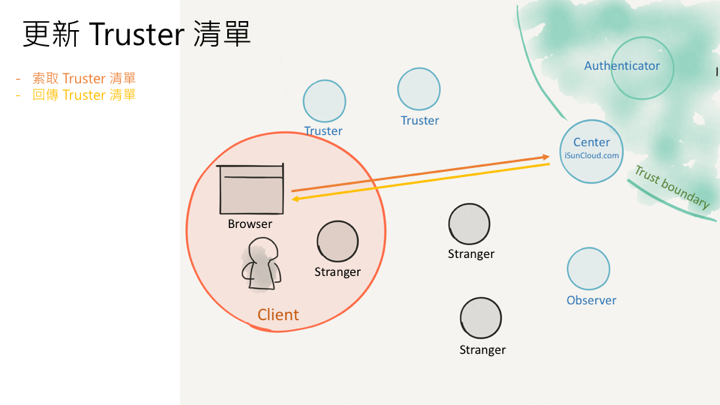 更新 Truster 清單
- 索取 Truster 清單
- 回傳 Truster 清單
Authenticator
Truster
Truster
Center
iSunCloud.com
Trust boundary
Browser
Stranger
Stranger
Client
Observer
Stranger